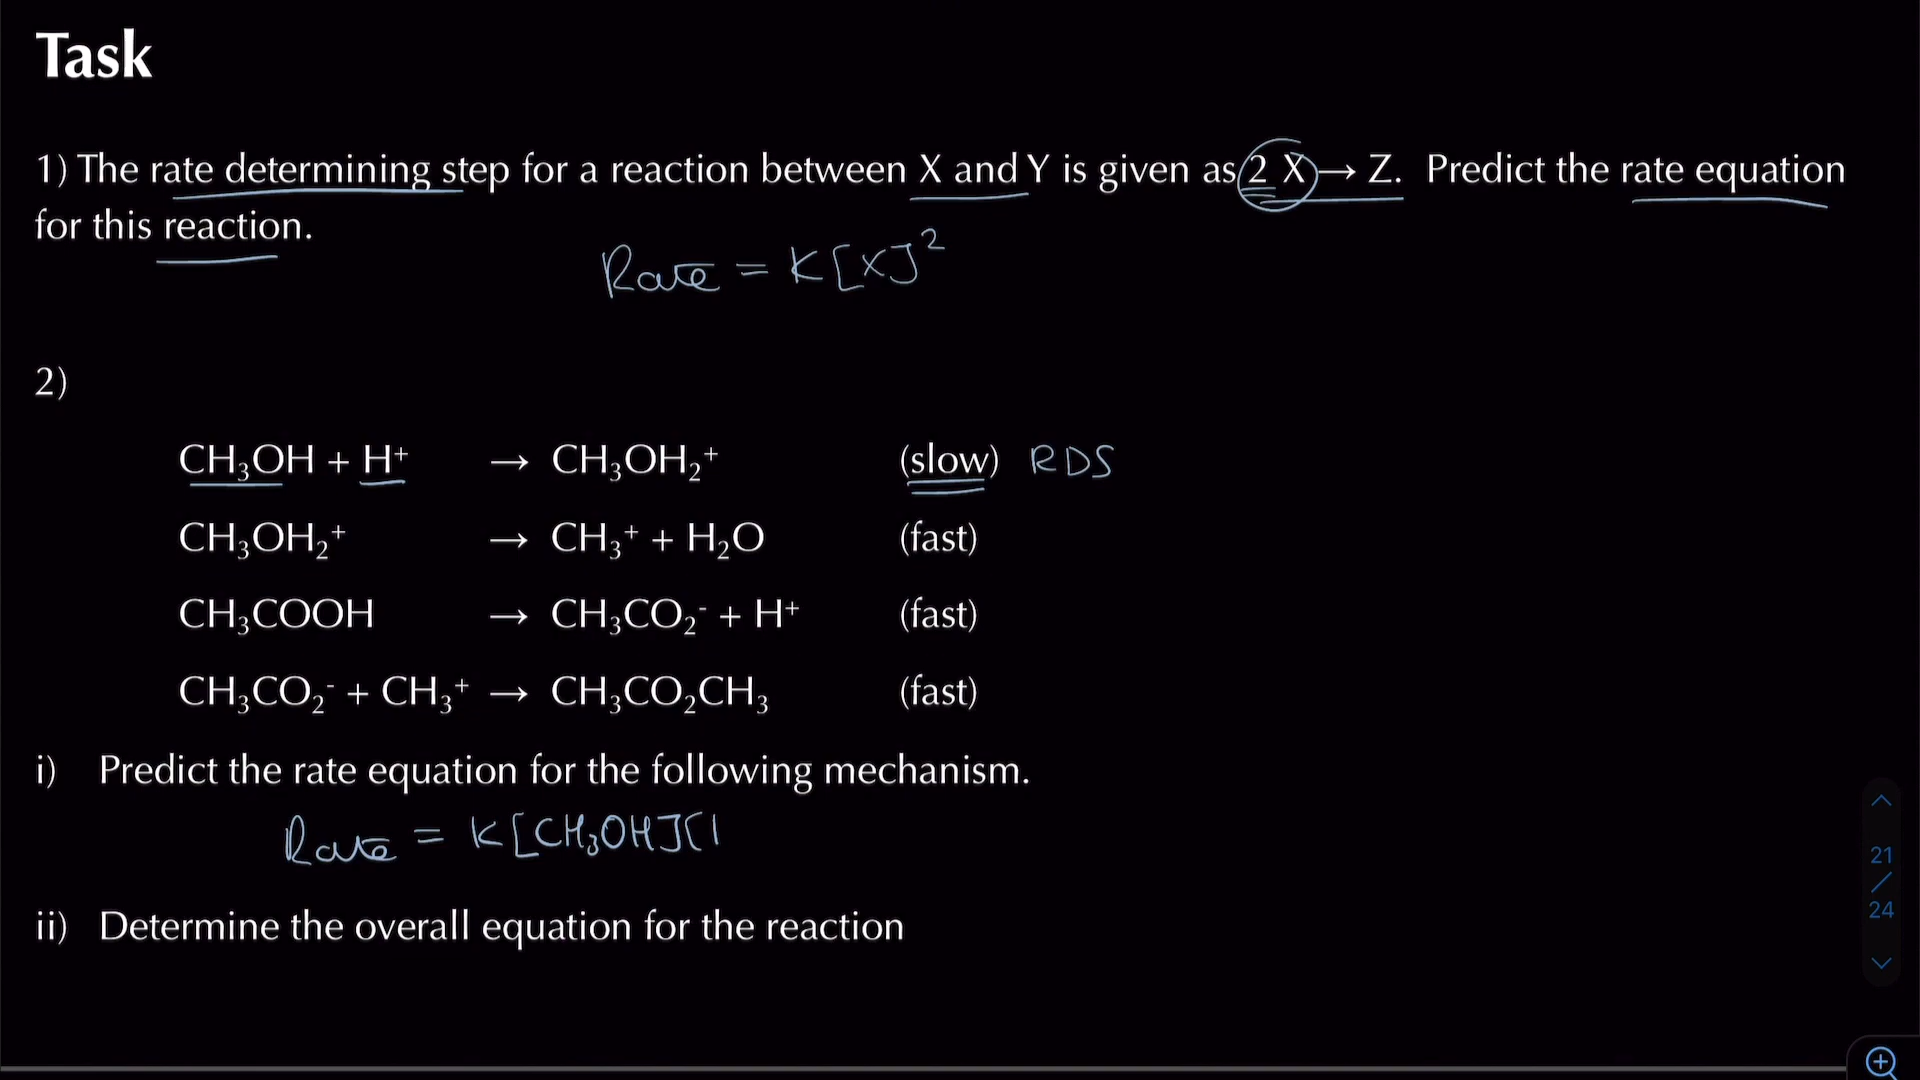 Task
1) The rate determining step for a reaction between X and Y is given as 2 X → Z. Predict the rate equation
for this reaction.
Rate = K[X]²
2)
CH₃OH + H⁺ → CH₃OH₂⁺ (slow) RDS
CH₃OH₂⁺ → CH₃⁺ + H₂O (fast)
CH₃COOH → CH₃CO₂⁻ + H⁺ (fast)
CH₃CO₂⁻ + CH₃⁺ → CH₃CO₂CH₃ (fast)
i) Predict the rate equation for the following mechanism.
Rate = K[CH₃OH][
ii) Determine the overall equation for the reaction
21
/
24